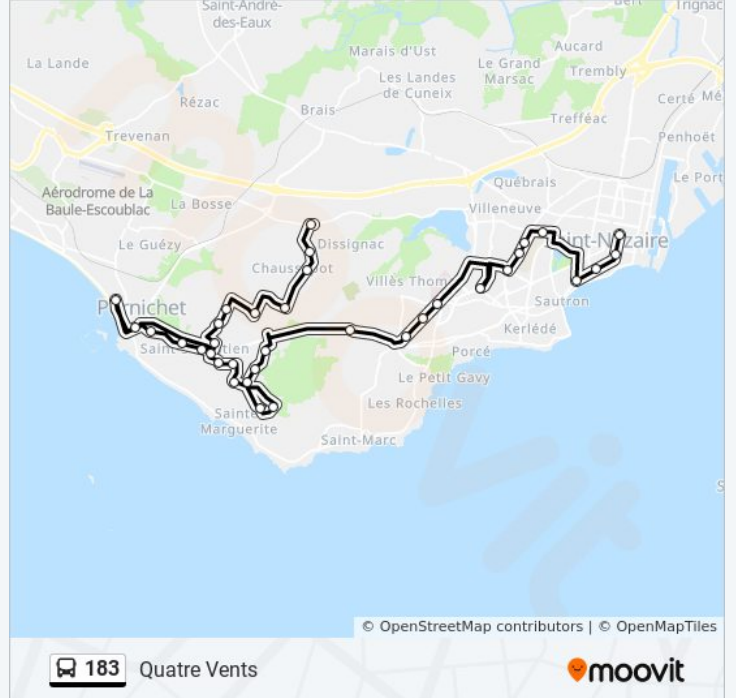 Saint-André-
des-Eaux
Trignac
La Lande
Marais d'Ust
Aucard
Le Grand
Marsac
Trembly
Les Landes
de Cuneix
Rézac
Brais
Certé
Mé
Trefféac
Trevenan
Penhoët
Québrais
Le Port
Aérodrome de La
Baule-Escoublac
La Bosse
Villeneuve
Le Guézy
Dissignac
Saint-Nazaire
Villès
Sautron
Pornichet
Kerlédé
Porcé
Le Petit Gavy
Les Rochelles
Sainte
Marguerite
Saint-Marc
© OpenStreetMap contributors | © OpenMapTiles
183 Quatre Vents
moovit